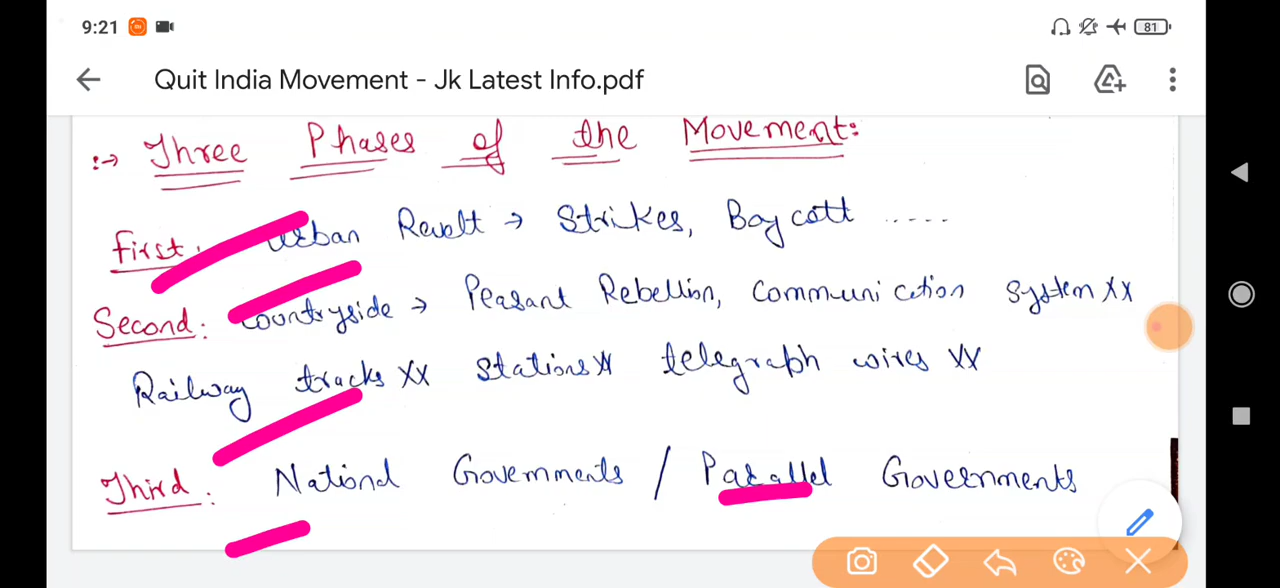 9:21
81
Quit India Movement - Jk Latest Info.pdf
:→ Three Phases of the Movement:
First: Urban Revolt → Strikes, Boycott .....
Second: Countryside → Peasant Rebellion, Communication System XX
Railway tracks XX Stations XX telegraph wires XX
Third: National Governments / Parallel Governments